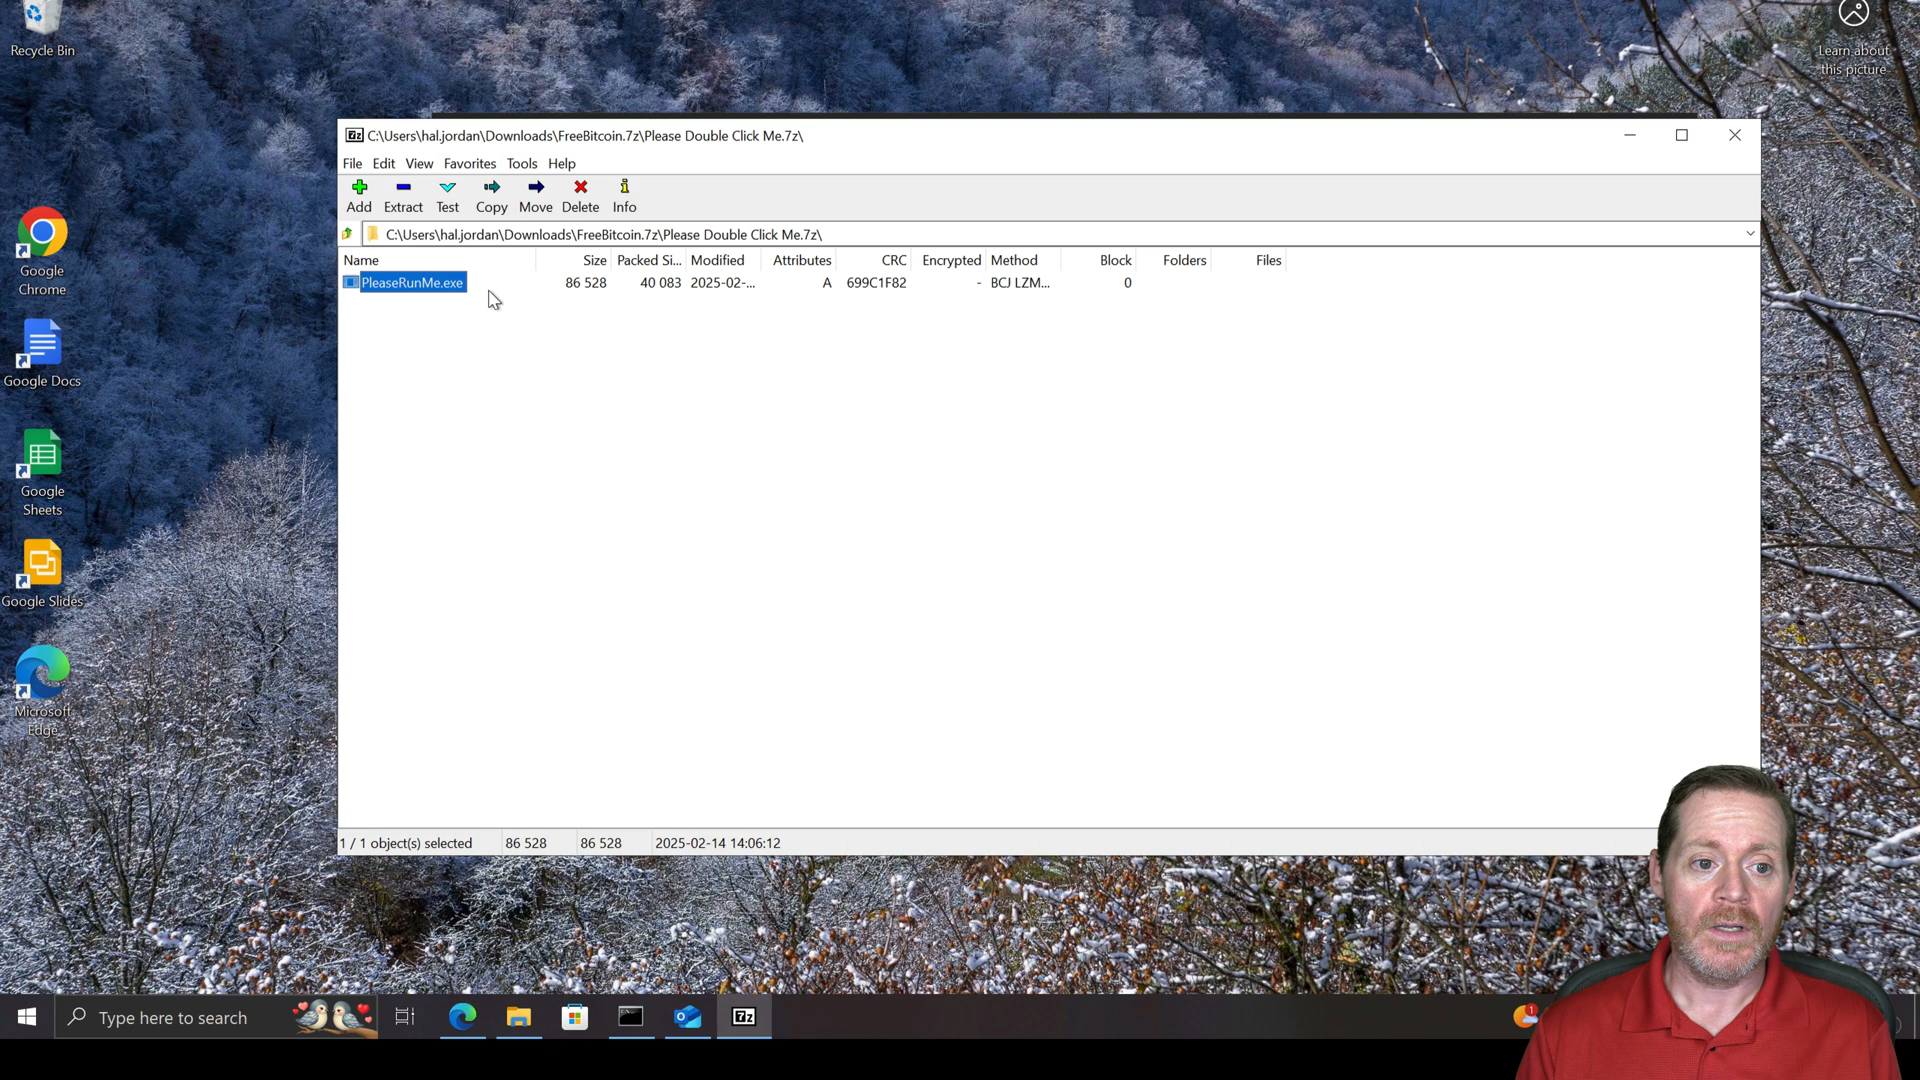 Recycle Bin
Learn about
this picture
7z C:\Users\hal.jordan\Downloads\FreeBitcoin.7z\Please Double Click Me.7z\
File Edit View Favorites Tools Help
Add Extract Test Copy Move Delete Info
C:\Users\hal.jordan\Downloads\FreeBitcoin.7z\Please Double Click Me.7z\
Name Size Packed Si... Modified Attributes CRC Encrypted Method Block Folders Files
PleaseRunMe.exe 86 528 40 083 2025-02-... A 699C1F82 - BCJ LZM... 0
Google
Chrome
Google Docs
Google
Sheets
Google Slides
Microsoft
Edge
1 / 1 object(s) selected 86 528 86 528 2025-02-14 14:06:12
Type here to search
7z
1